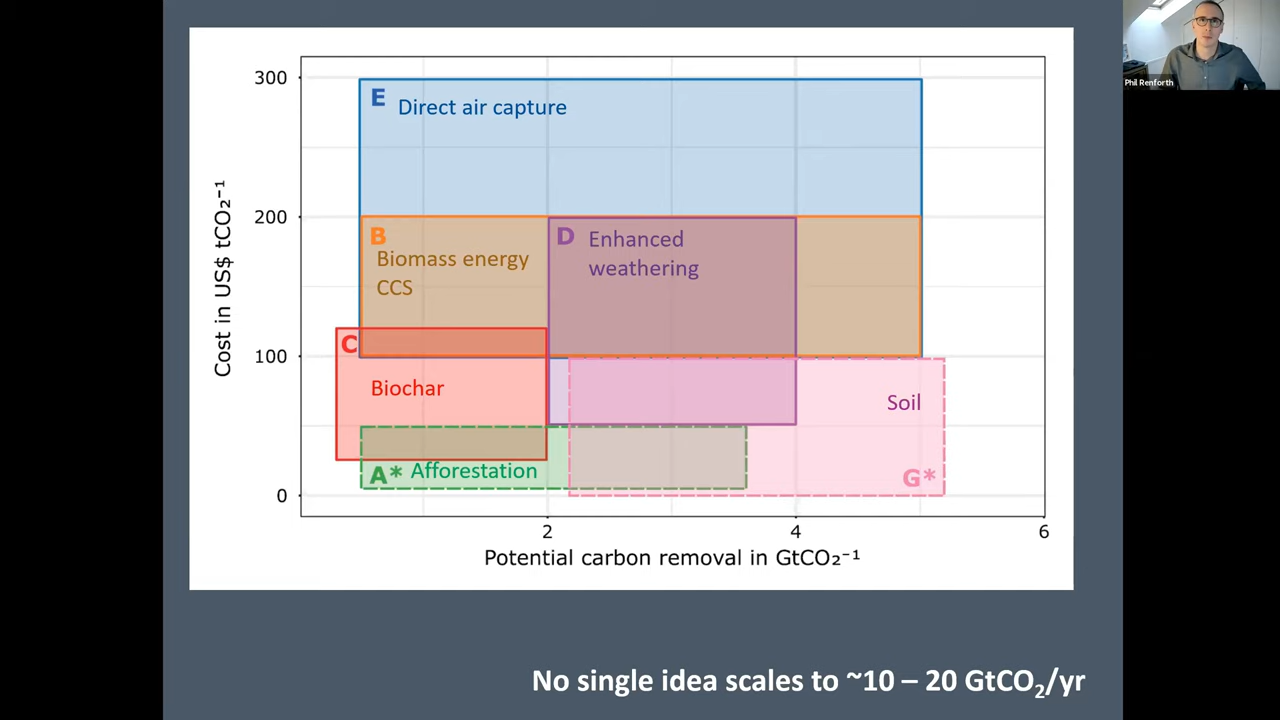 Phil Renforth
300
200
100
0
Cost in US$ tCO₂⁻¹
E Direct air capture
B
Biomass energy
CCS
D Enhanced
weathering
C
Biochar
Soil
A* Afforestation
G*
2
4
6
Potential carbon removal in GtCO₂⁻¹
No single idea scales to ~10 – 20 GtCO₂/yr